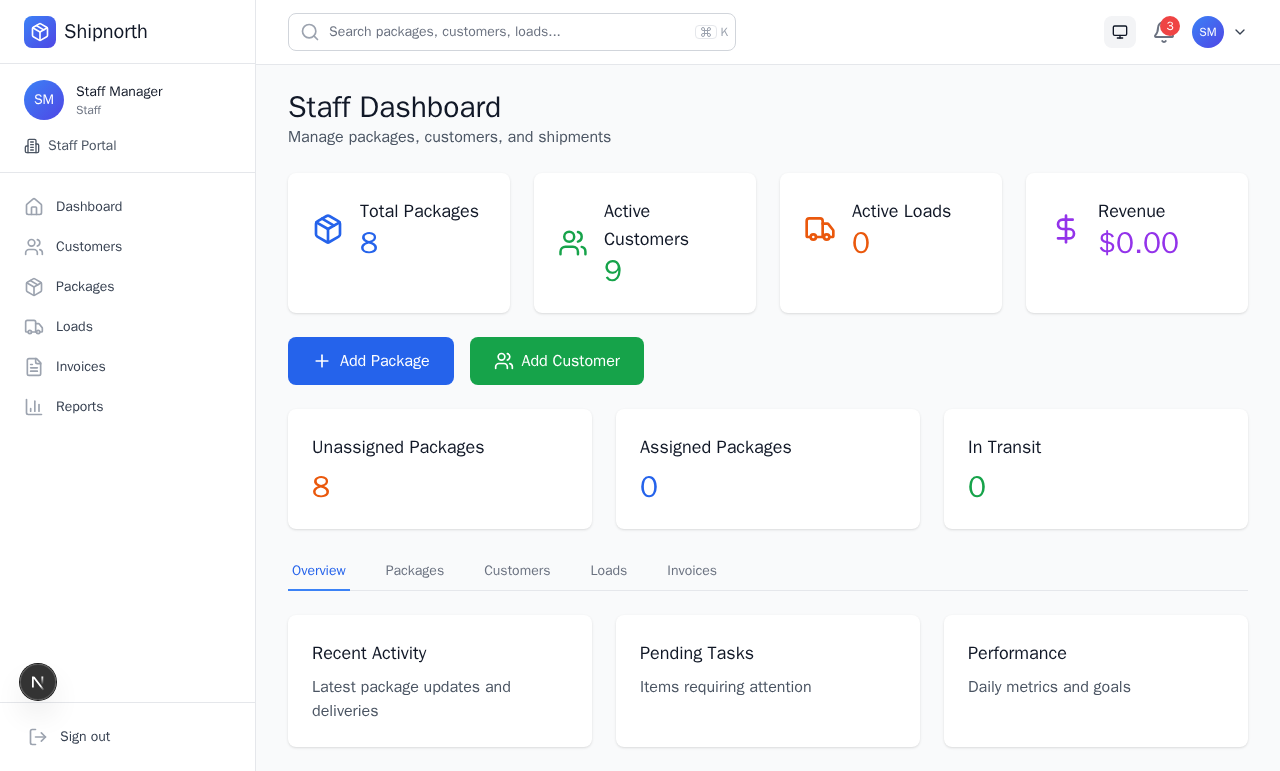 Shipnorth
Search packages, customers, loads...
⌘ K
3
SM
SM
Staff Manager
Staff
Staff Portal
Dashboard
Customers
Packages
Loads
Invoices
Reports
N
Sign out
Staff Dashboard
Manage packages, customers, and shipments
Total Packages
8
Active
Customers
9
Active Loads
0
Revenue
$0.00
Add Package
Add Customer
Unassigned Packages
8
Assigned Packages
0
In Transit
0
Overview
Packages
Customers
Loads
Invoices
Recent Activity
Latest package updates and
deliveries
Pending Tasks
Items requiring attention
Performance
Daily metrics and goals